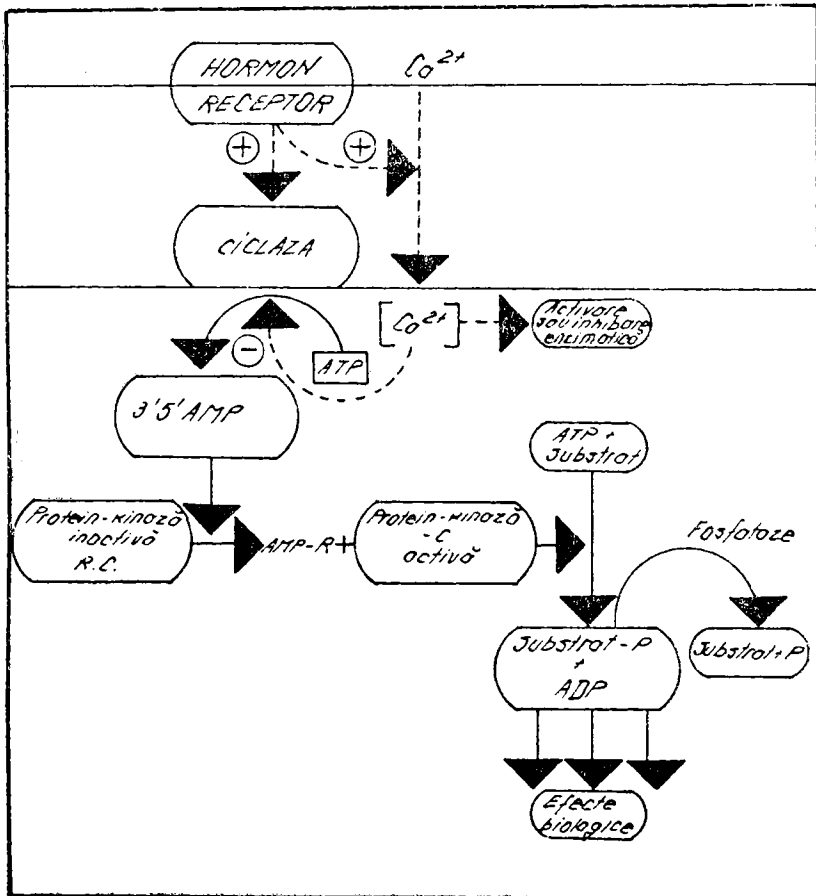 HORMON
Ca²⁺
RECEPTOR
+
+
CICLAZA
[Ca²⁺]
Activare
sau inhibare
enzimatică
−
ATP
3'5' AMP
ATP +
Substrat
Protein-kinază
inactivă
R.C.
AMP-R +
Protein-kinază
-C
activă
Fosfataze
Substrat-P
+
ADP
Substrat+P
Efecte
biologice